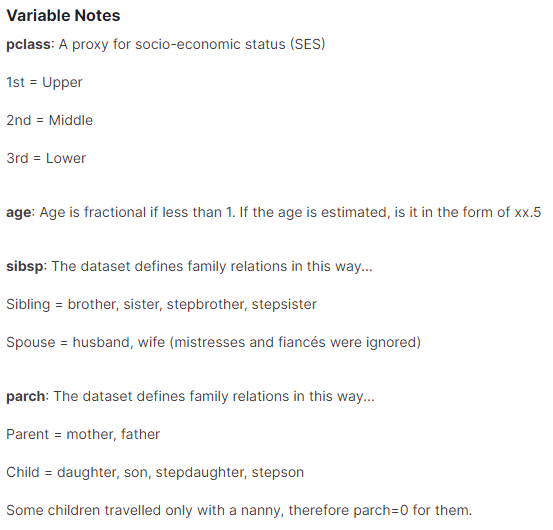 Variable Notes
pclass: A proxy for socio-economic status (SES)
1st = Upper
2nd = Middle
3rd = Lower
age: Age is fractional if less than 1. If the age is estimated, is it in the form of xx.5
sibsp: The dataset defines family relations in this way...
Sibling = brother, sister, stepbrother, stepsister
Spouse = husband, wife (mistresses and fiancés were ignored)
parch: The dataset defines family relations in this way...
Parent = mother, father
Child = daughter, son, stepdaughter, stepson
Some children travelled only with a nanny, therefore parch=0 for them.